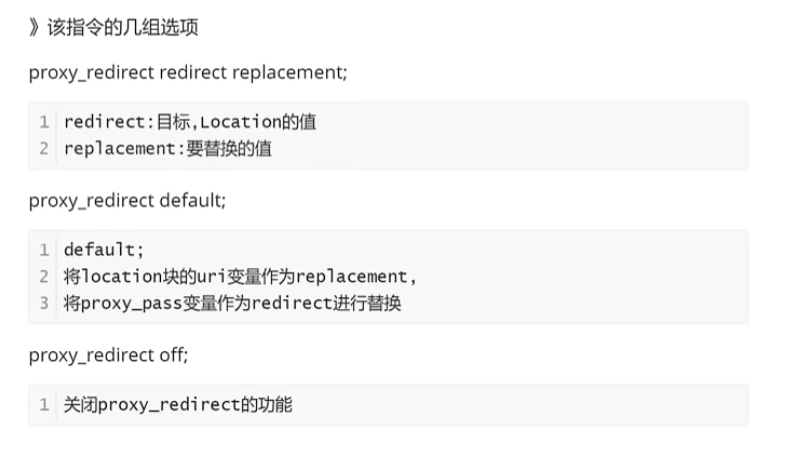 》该指令的几组选项
proxy_redirect redirect replacement;
1 redirect:目标,Location的值
2 replacement:要替换的值
proxy_redirect default;
1 default;
2 将location块的uri变量作为replacement,
3 将proxy_pass变量作为redirect进行替换
proxy_redirect off;
1 关闭proxy_redirect的功能